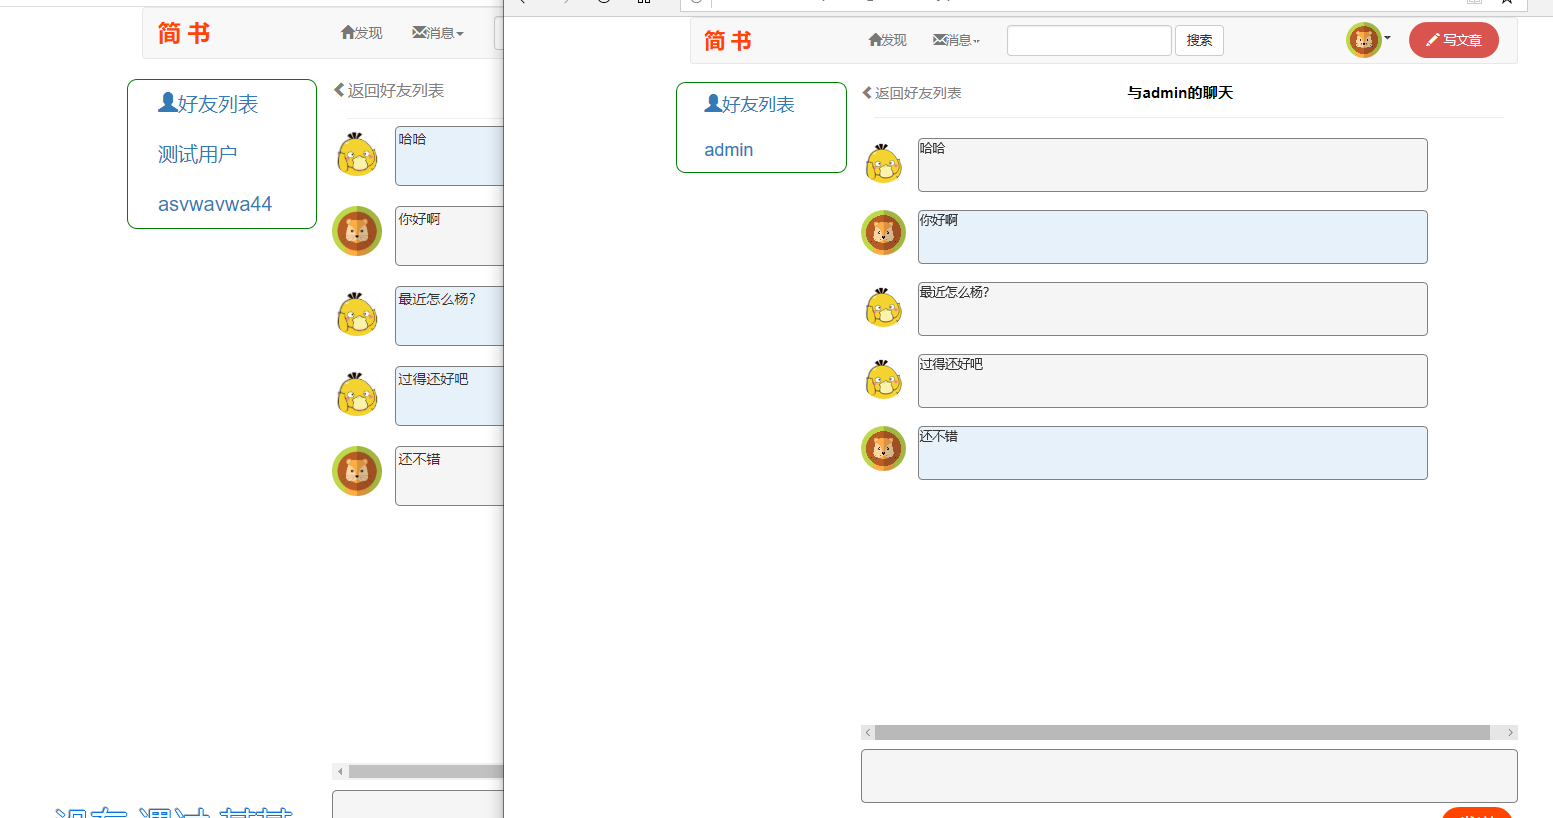 简 书
发现
消息
好友列表
测试用户
asvwavwa44
返回好友列表
哈哈
你好啊
最近怎么杨?
过得还好吧
还不错
简 书
发现
消息
搜索
写文章
好友列表
admin
返回好友列表
与admin的聊天
哈哈
你好啊
最近怎么杨?
过得还好吧
还不错